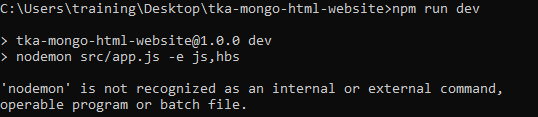 C:\Users\training\Desktop\tka-mongo-html-website>npm run dev
> tka-mongo-html-website@1.0.0 dev
> nodemon src/app.js -e js,hbs
'nodemon' is not recognized as an internal or external command,
operable program or batch file.